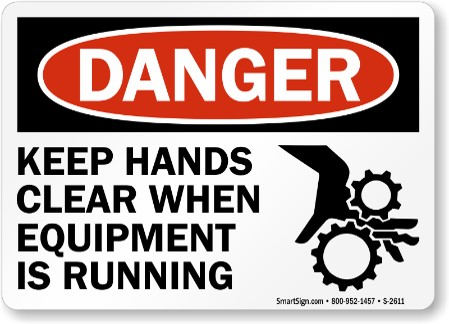 DANGER
KEEP HANDS
CLEAR WHEN
EQUIPMENT
IS RUNNING
SmartSign.com • 800-952-1457 • S-2611